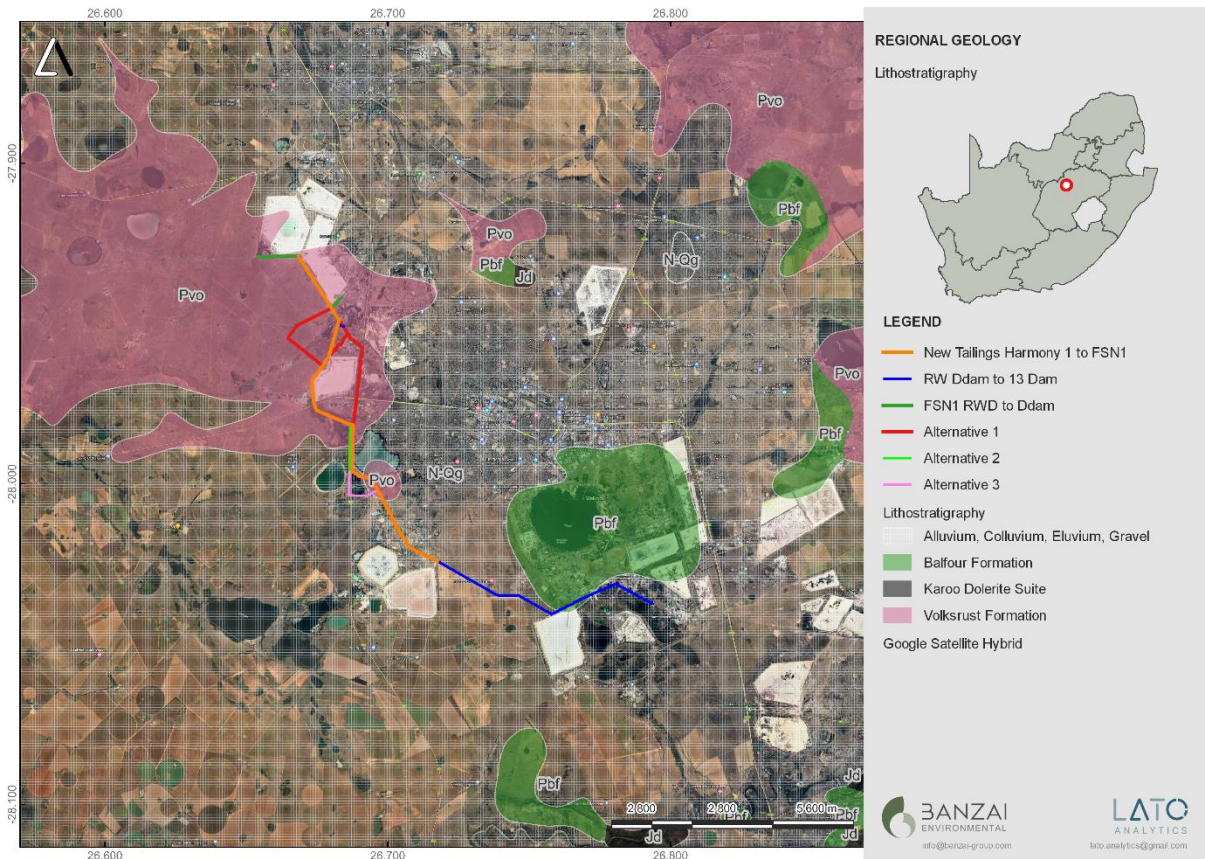 26.600
26.700
26.800
-27.900
-28.000
-28.100
Pvo
Pvo
Pbf
Pvo
Pbf
Jd
N-Qg
Pvo
Pbf
Pvo
N-Qg
Pbf
Pbf
Jd
Pbf
Pbf
Jd
Jd
2 800
2 800
5 600 m
26.600
26.700
26.800
REGIONAL GEOLOGY
Lithostratigraphy
LEGEND
New Tailings Harmony 1 to FSN1
RW Ddam to 13 Dam
FSN1 RWD to Ddam
Alternative 1
Alternative 2
Alternative 3
Lithostratigraphy
Alluvium, Colluvium, Eluvium, Gravel
Balfour Formation
Karoo Dolerite Suite
Volksrust Formation
Google Satellite Hybrid
BANZAI
ENVIRONMENTAL
info@banzai-group.com
LATO
ANALYTICS
lato.analytics@gmail.com